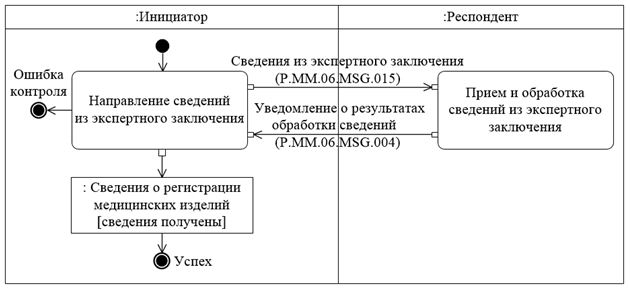 :Инициатор
:Респондент
Ошибка
контроля
Направление сведений
из экспертного заключения
Сведения из экспертного заключения
(P.MM.06.MSG.015)
Уведомление о результатах
обработки сведений
(P.MM.06.MSG.004)
Прием и обработка
сведений из экспертного
заключения
: Сведения о регистрации
медицинских изделий
[сведения получены]
Успех